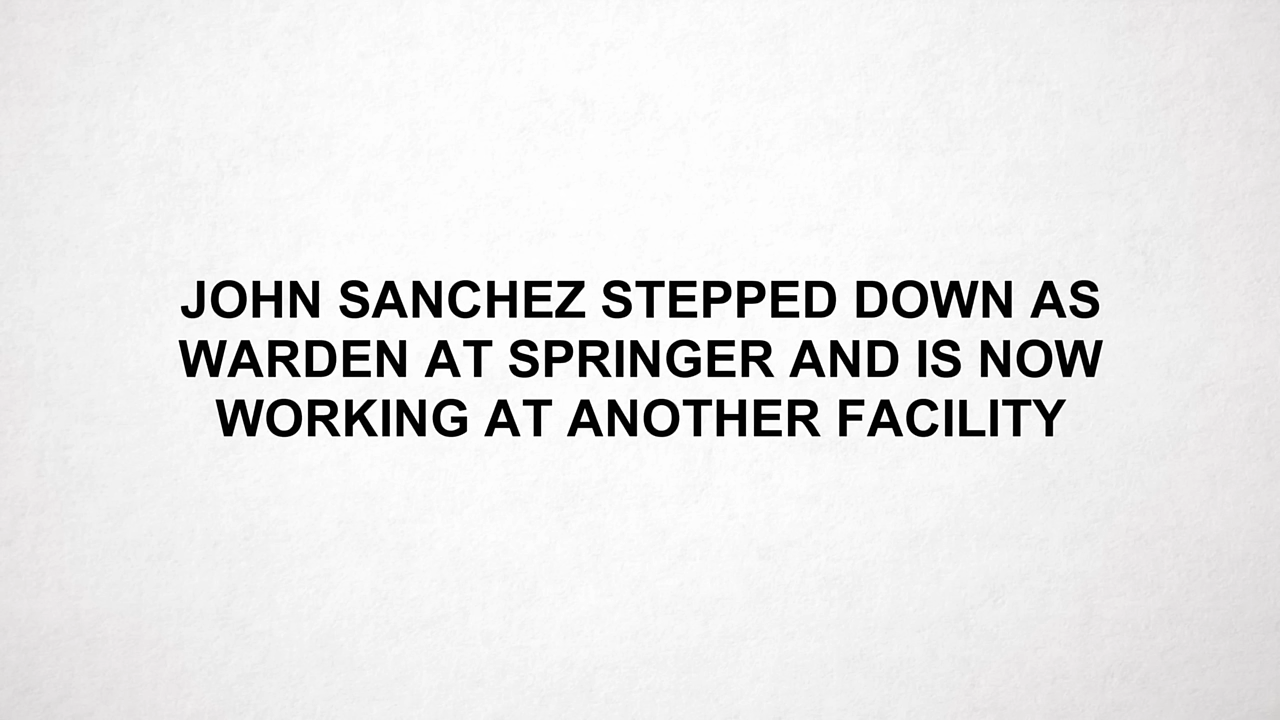 JOHN SANCHEZ STEPPED DOWN AS
WARDEN AT SPRINGER AND IS NOW
WORKING AT ANOTHER FACILITY